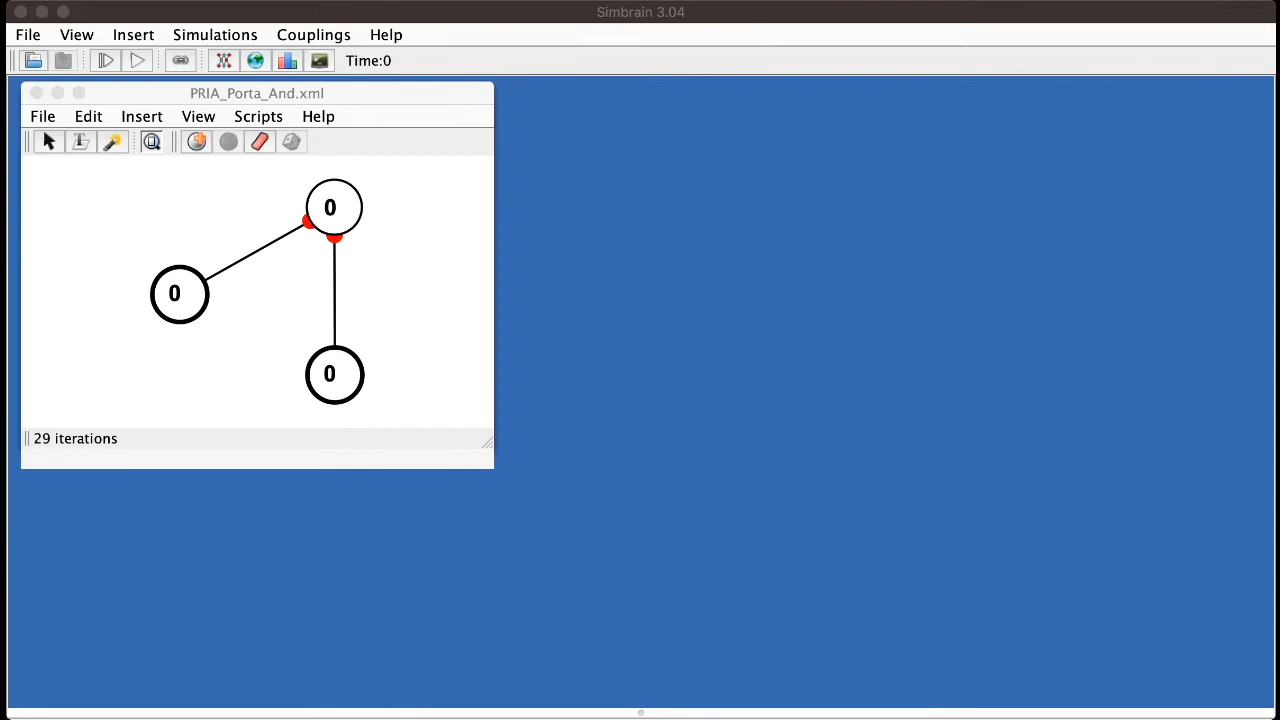 Simbrain 3.04
File View Insert Simulations Couplings Help
Time:0
PRIA_Porta_And.xml
File Edit Insert View Scripts Help
0
0
0
29 iterations